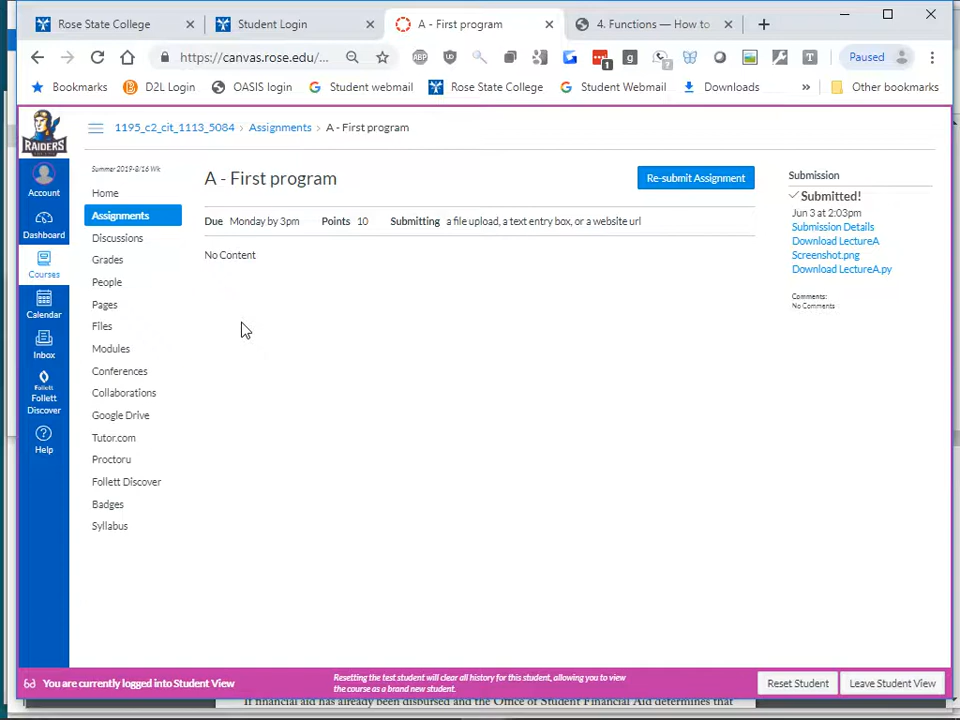 Rose State College
Student Login
A - First program
4. Functions — How to
https://canvas.rose.edu/...
ABP
1
g
T
Paused
Bookmarks
D2L Login
OASIS login
Student webmail
Rose State College
Student Webmail
Downloads
»
Other bookmarks
RAIDERS
1195_c2_cit_1113_5084 › Assignments › A - First program
Account
Dashboard
Courses
Calendar
Inbox
Follett
Follett
Discover
Help
Summer 2019-8/16 Wk
Home
Assignments
Discussions
Grades
People
Pages
Files
Modules
Conferences
Collaborations
Google Drive
Tutor.com
Proctoru
Follett Discover
Badges
Syllabus
A - First program
Re-submit Assignment
Due Monday by 3pm Points 10 Submitting a file upload, a text entry box, or a website url
No Content
Submission
Submitted!
Jun 3 at 2:03pm
Submission Details
Download LectureA
Screenshot.png
Download LectureA.py
Comments:
No Comments
You are currently logged into Student View
Resetting the test student will clear all history for this student, allowing you to view
the course as a brand new student.
Reset Student
Leave Student View
If financial aid has already been disbursed and the Office of Student Financial Aid determines that